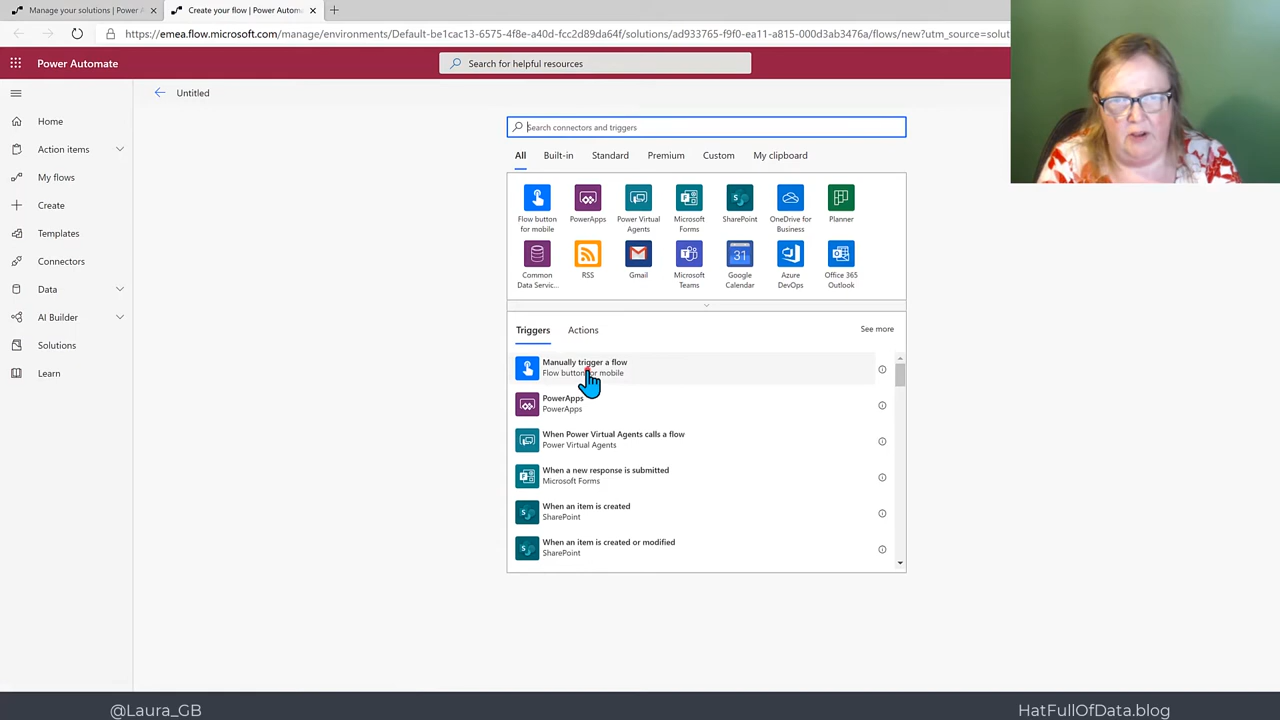 Manage your solutions | Power A
Create your flow | Power Automate
https://emea.flow.microsoft.com/manage/environments/Default-be1cac13-6575-4f8e-a40d-fcc2d89da64f/solutions/ad933765-f9f0-ea11-a815-000d3ab3476a/flows/new?utm_source=solu
Power Automate
Search for helpful resources
Untitled
Home
Action items
My flows
Create
Templates
Connectors
Data
AI Builder
Solutions
Learn
Search connectors and triggers
All Built-in Standard Premium Custom My clipboard
Flow button for mobile
PowerApps
Power Virtual Agents
Microsoft Forms
SharePoint
OneDrive for Business
Planner
Common Data Servic...
RSS
Gmail
Microsoft Teams
31
Google Calendar
Azure DevOps
Office 365 Outlook
Triggers Actions See more
Manually trigger a flow
Flow button for mobile
PowerApps
PowerApps
When Power Virtual Agents calls a flow
Power Virtual Agents
When a new response is submitted
Microsoft Forms
When an item is created
SharePoint
When an item is created or modified
SharePoint
@Laura_GB
HatFullOfData.blog